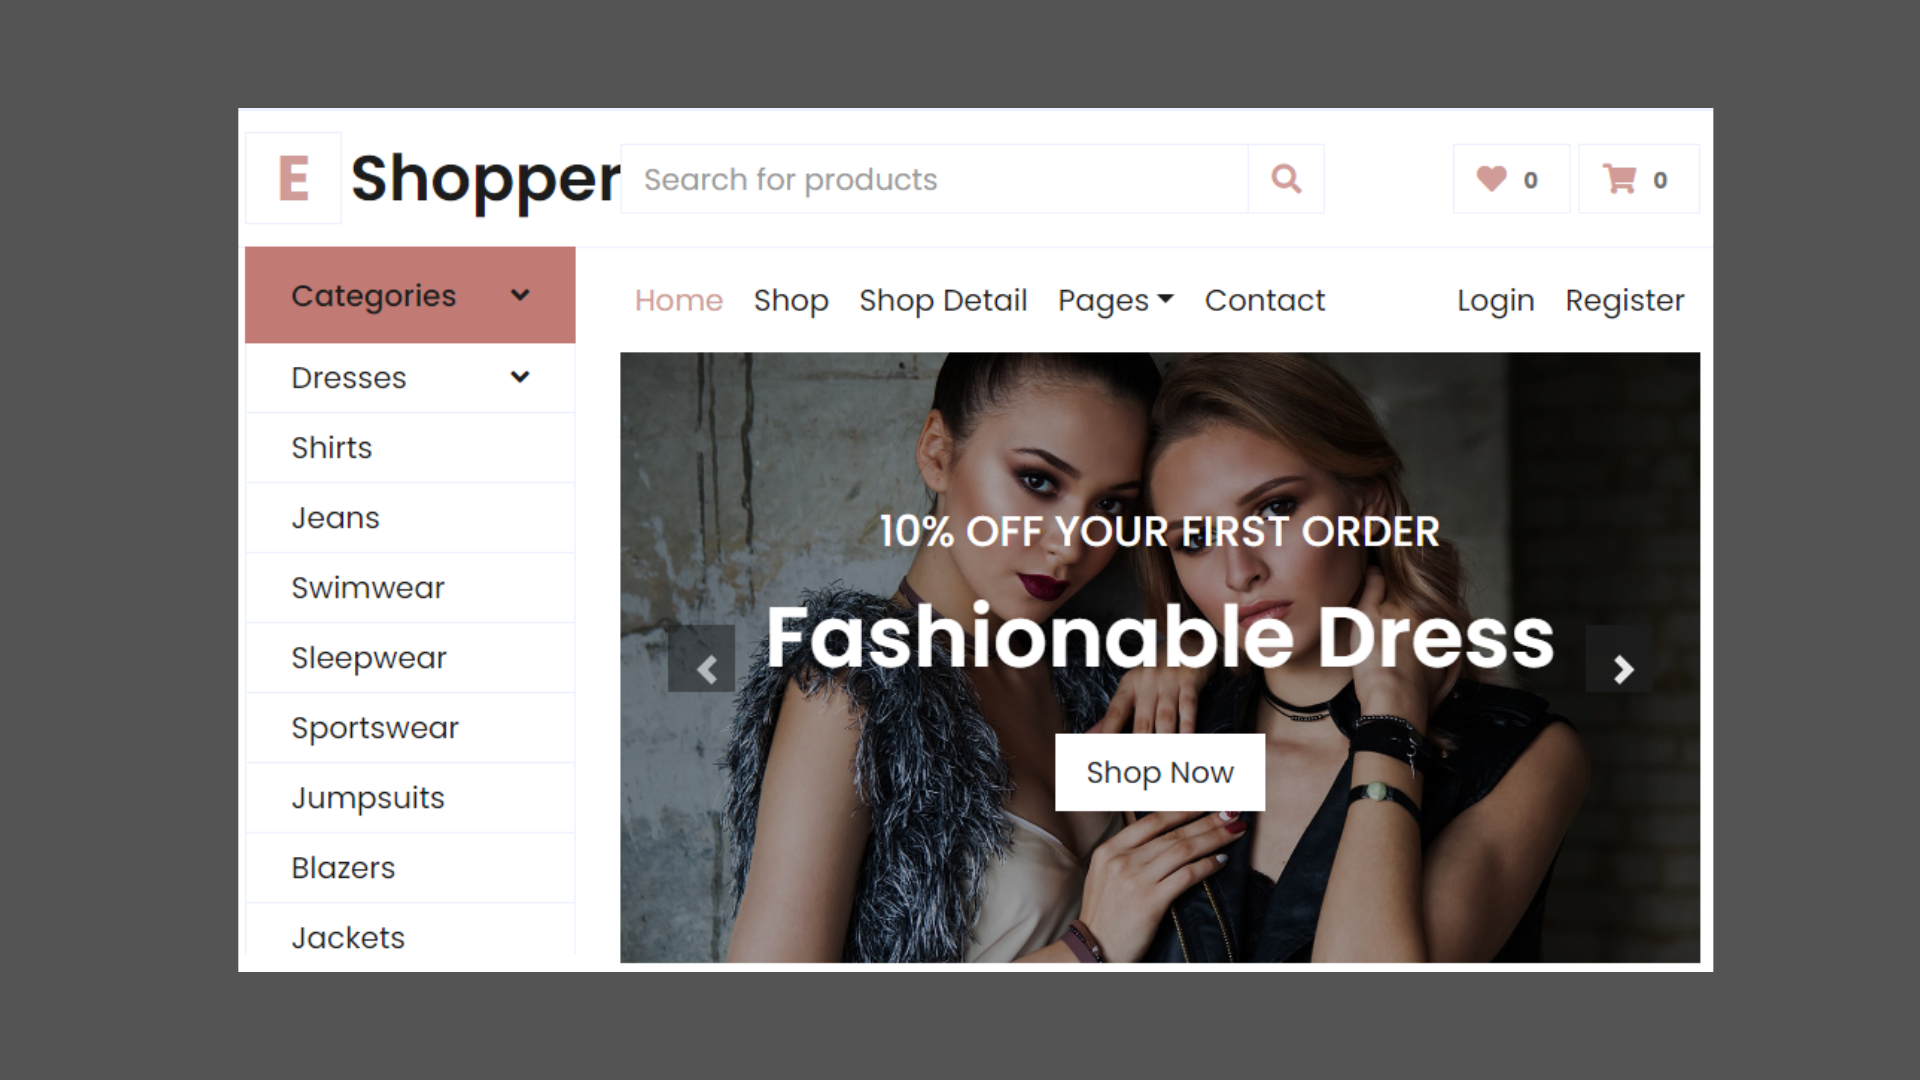 E Shopper
Search for products
0
0
Categories
Home Shop Shop Detail Pages Contact Login Register
Dresses
Shirts
Jeans
Swimwear
Sleepwear
Sportswear
Jumpsuits
Blazers
Jackets
10% OFF YOUR FIRST ORDER
Fashionable Dress
Shop Now